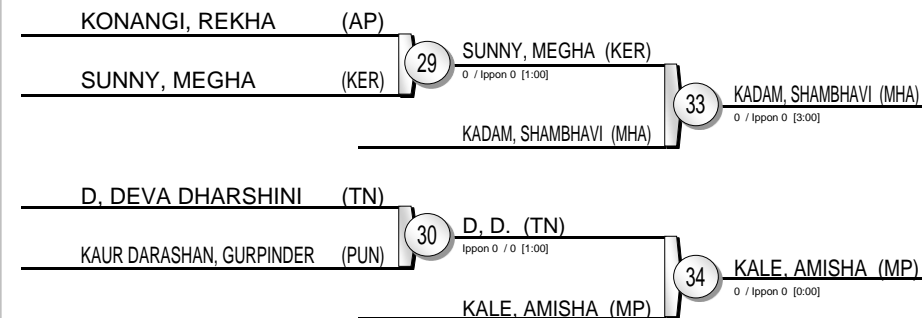 KONANGI, REKHA (AP)
29
SUNNY, MEGHA (KER)
0 / Ippon 0 [1:00]
SUNNY, MEGHA (KER)
33
KADAM, SHAMBHAVI (MHA)
0 / Ippon 0 [3:00]
KADAM, SHAMBHAVI (MHA)
D, DEVA DHARSHINI (TN)
30
D, D. (TN)
Ippon 0 / 0 [1:00]
KAUR DARASHAN, GURPINDER (PUN)
34
KALE, AMISHA (MP)
0 / Ippon 0 [0:00]
KALE, AMISHA (MP)